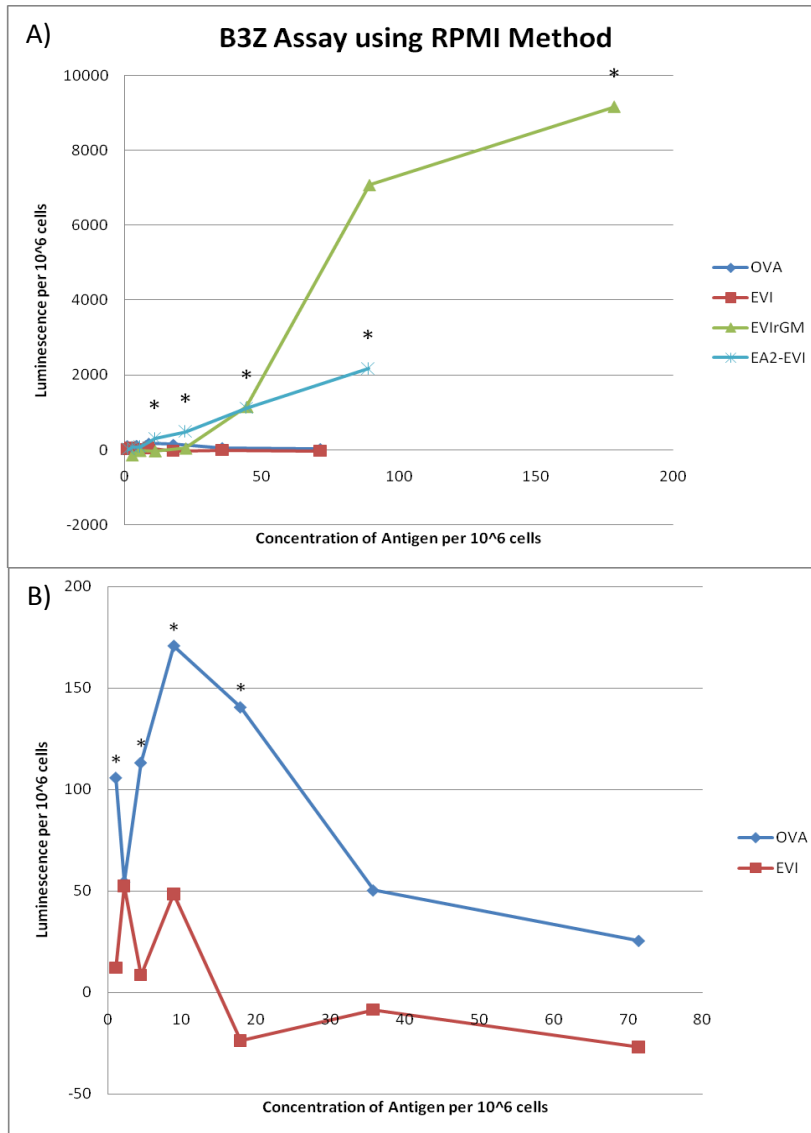 A)
B3Z Assay using RPMI Method
10000
8000
6000
4000
2000
0
-2000
Luminescence per 10^6 cells
0 50 100 150 200
Concentration of Antigen per 10^6 cells
* * * * *
OVA
EVI
EVIrGM
EA2-EVI
B)
200
150
100
50
0
-50
Luminescence per 10^6 cells
0 10 20 30 40 50 60 70 80
Concentration of Antigen per 10^6 cells
* * * *
OVA
EVI